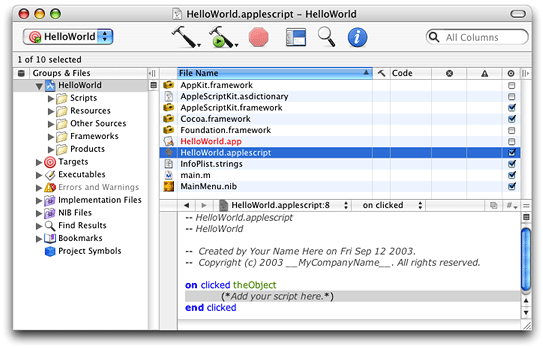 HelloWorld.applescript – HelloWorld
HelloWorld
All Columns
1 of 10 selected
Groups & Files
File Name
Code
HelloWorld
Scripts
Resources
Other Sources
Frameworks
Products
Targets
Executables
Errors and Warnings
Implementation Files
NIB Files
Find Results
Bookmarks
Project Symbols
AppKit.framework
AppleScriptKit.asdictionary
AppleScriptKit.framework
Cocoa.framework
Foundation.framework
HelloWorld.app
HelloWorld.applescript
InfoPlist.strings
main.m
MainMenu.nib
HelloWorld.applescript:8
on clicked
#
-- HelloWorld.applescript
-- HelloWorld
-- Created by Your Name Here on Fri Sep 12 2003.
-- Copyright (c) 2003 __MyCompanyName__. All rights reserved.
on clicked theObject
(*Add your script here.*)
end clicked